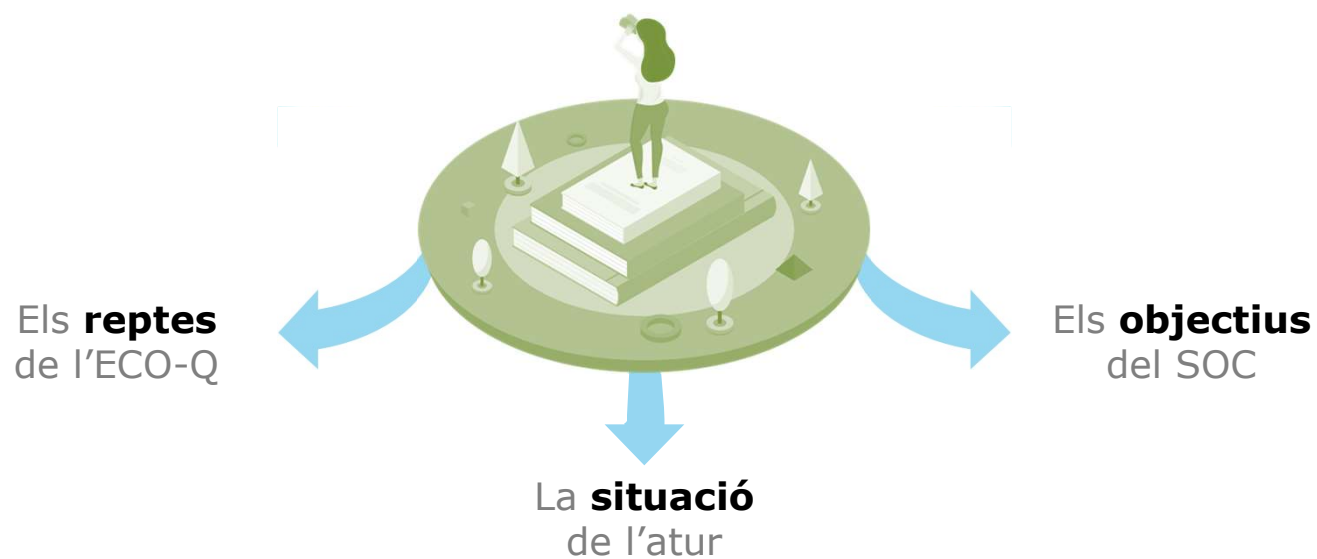 Els reptes
de l’ECO-Q
Els objectius
del SOC
La situació
de l’atur